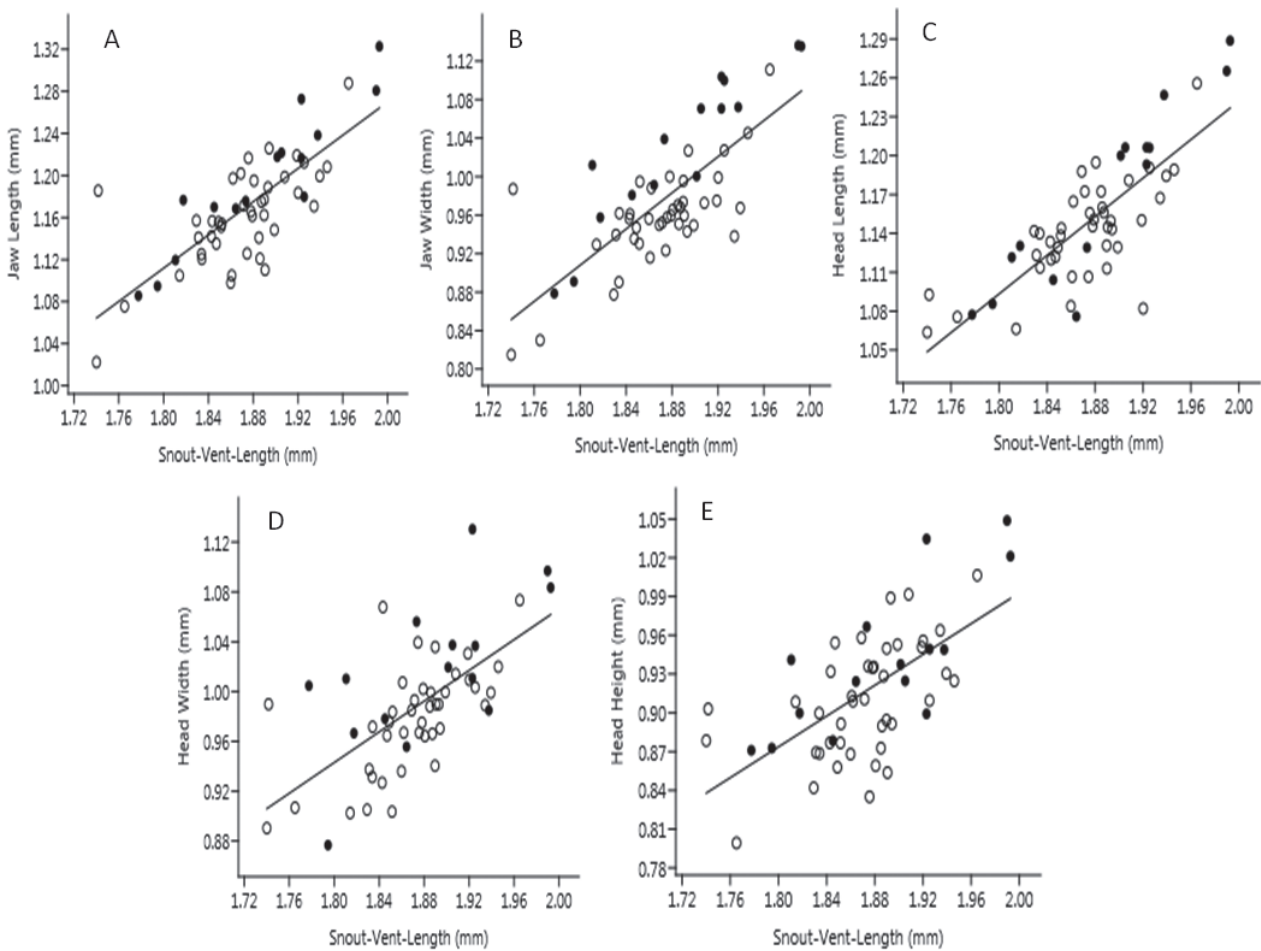 A
Jaw Length (mm)
1.32
1.28
1.24
1.20
1.16
1.12
1.08
1.04
1.00
1.72 1.76 1.80 1.84 1.88 1.92 1.96 2.00
Snout-Vent-Length (mm)
B
Jaw Width (mm)
1.12
1.08
1.04
1.00
0.96
0.92
0.88
0.84
0.80
1.72 1.76 1.80 1.84 1.88 1.92 1.96 2.00
Snout-Vent-Length (mm)
C
Head Length (mm)
1.29
1.26
1.23
1.20
1.17
1.14
1.11
1.08
1.05
1.72 1.76 1.80 1.84 1.88 1.92 1.96 2.00
Snout-Vent-Length (mm)
D
Head Width (mm)
1.12
1.08
1.04
1.00
0.96
0.92
0.88
1.72 1.76 1.80 1.84 1.88 1.92 1.96 2.00
Snout-Vent-Length (mm)
E
Head Height (mm)
1.05
1.02
0.99
0.96
0.93
0.90
0.87
0.84
0.81
0.78
1.72 1.76 1.80 1.84 1.88 1.92 1.96 2.00
Snout-Vent-Length (mm)